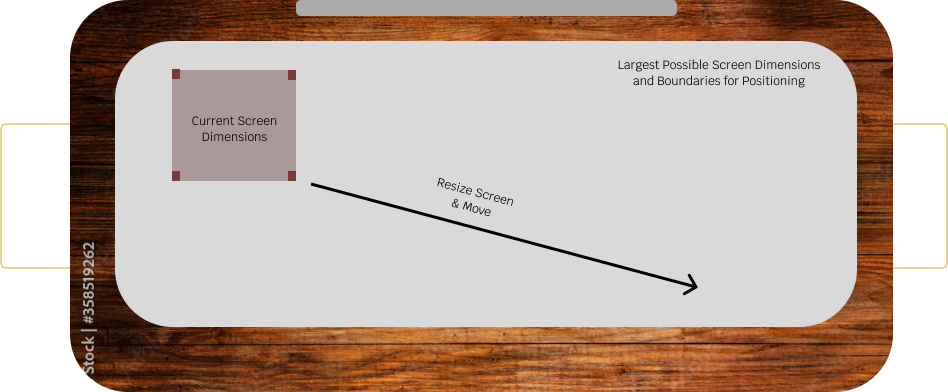 Largest Possible Screen Dimensions
and Boundaries for Positioning
Current Screen
Dimensions
Resize Screen
& Move
Stock | #358519262